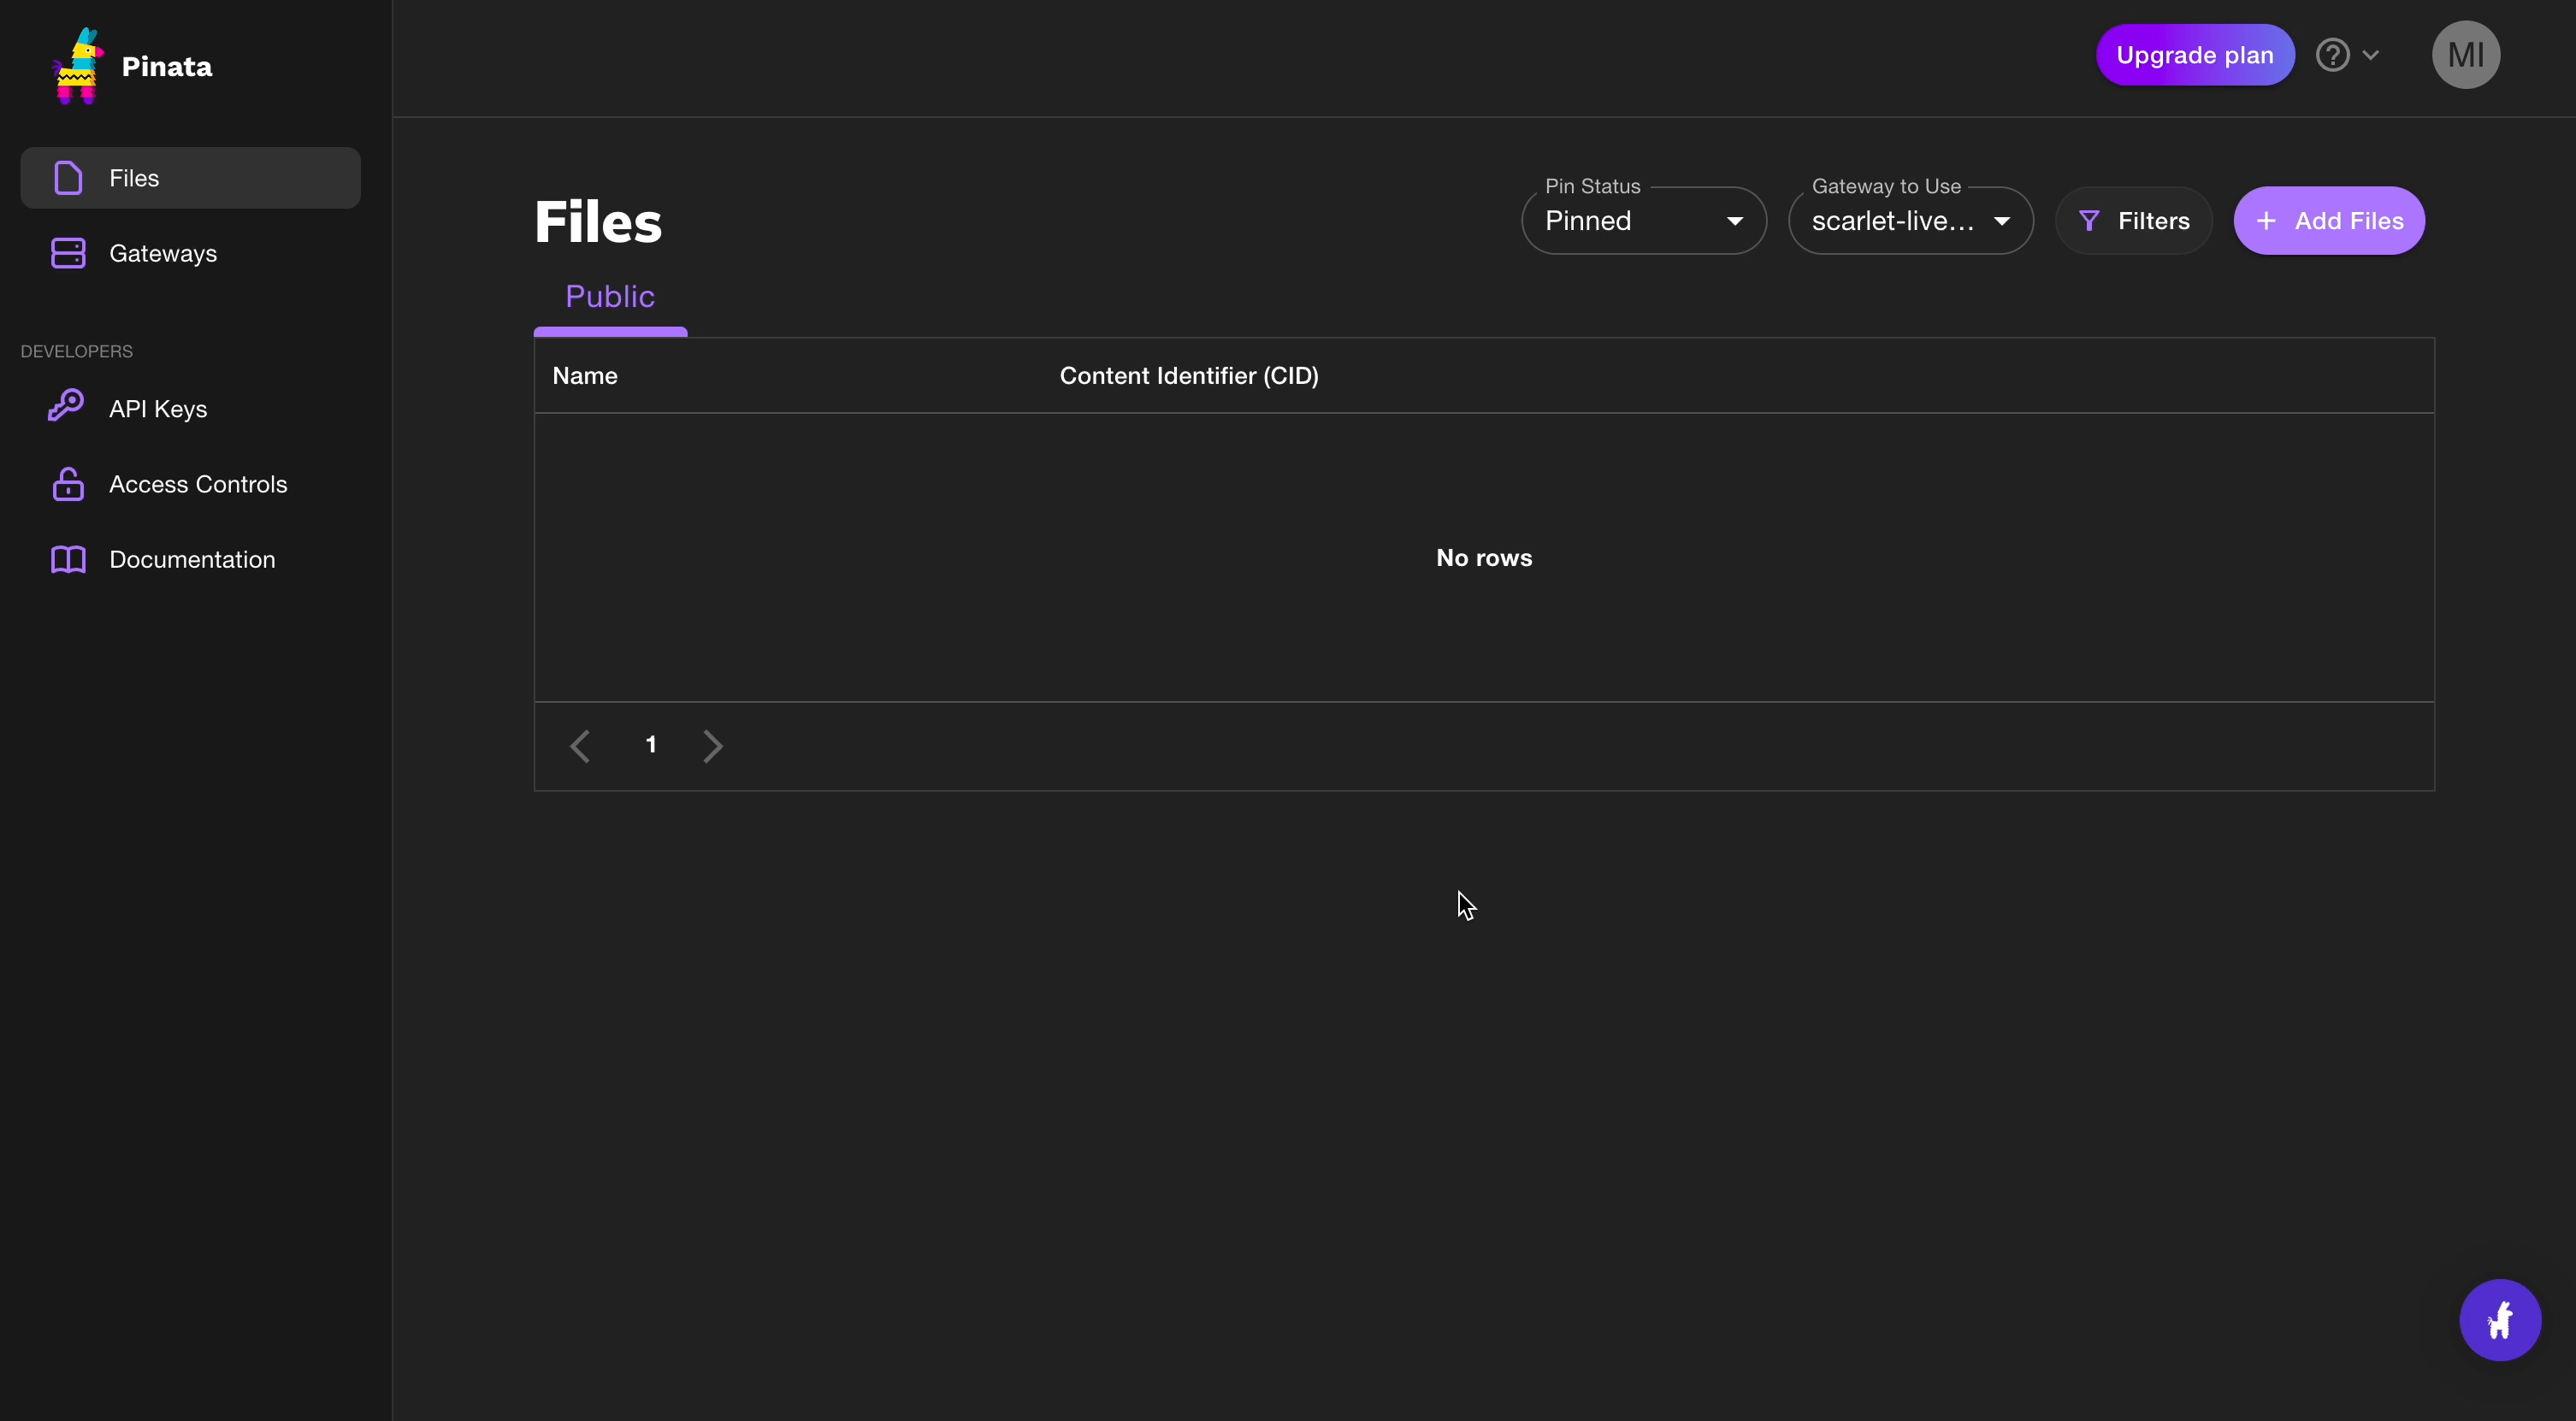 Pinata
Upgrade plan
MI
Files
Gateways
DEVELOPERS
API Keys
Access Controls
Documentation
Files
Pin Status
Pinned
Gateway to Use
scarlet-live...
Filters
Add Files
Public
Name
Content Identifier (CID)
No rows
1